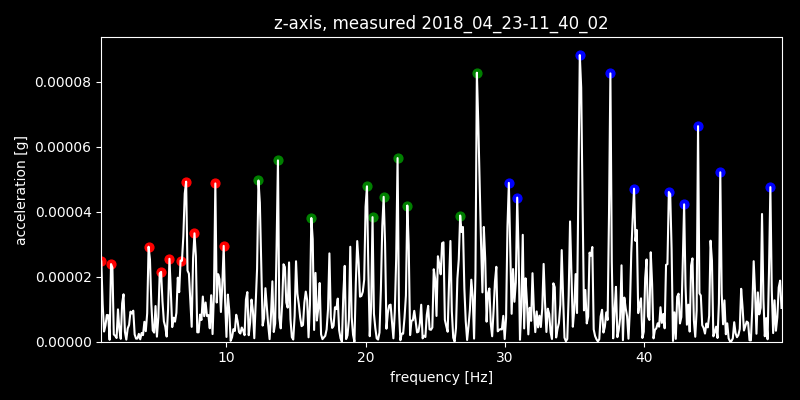 z-axis, measured 2018_04_23-11_40_02
0.00008
0.00006
0.00004
0.00002
0.00000
acceleration [g]
10 20 30 40
frequency [Hz]